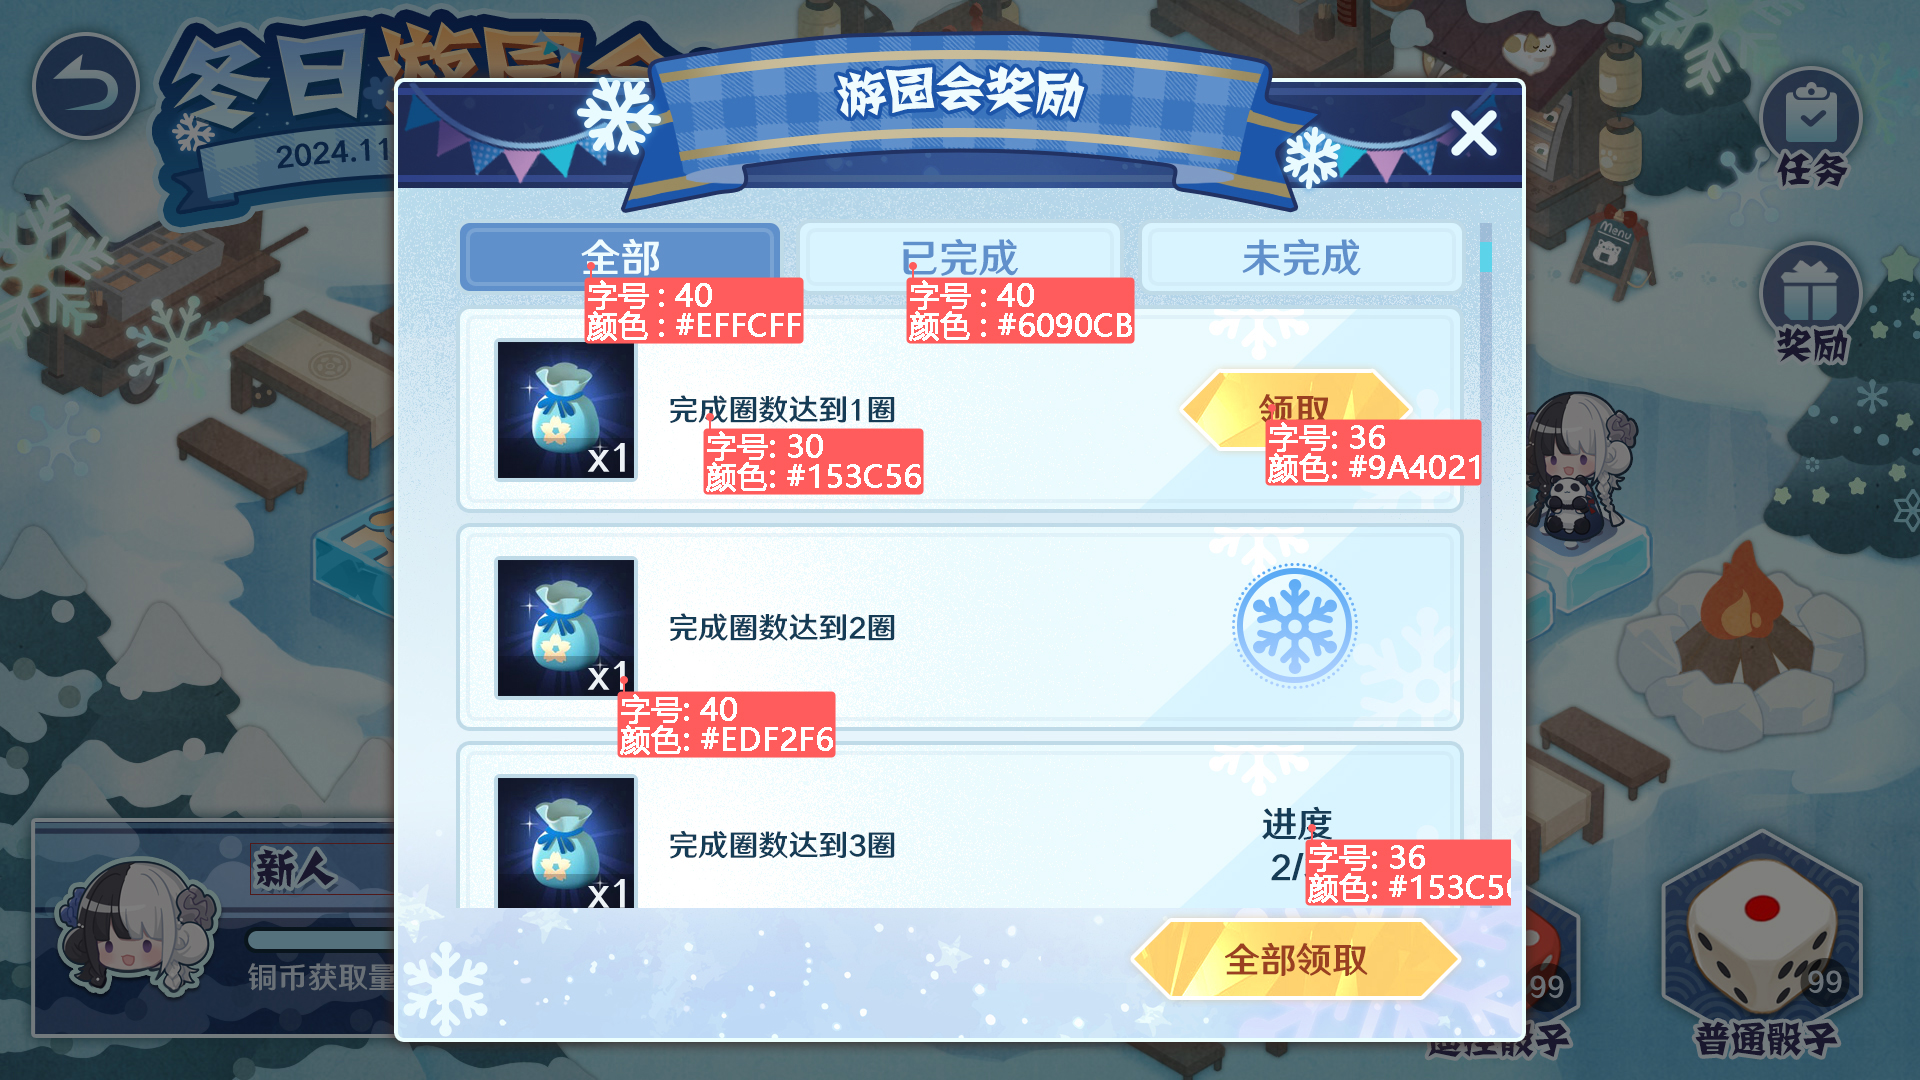 冬日游园会
2024.11
游园会奖励
任务
Menu
奖励
全部
已完成
未完成
字号：40
颜色：#EFFCFF
字号：40
颜色：#6090CB
完成圈数达到1圈
领取
x1
字号: 30
颜色: #153C56
字号: 36
颜色: #9A4021
完成圈数达到2圈
x1
字号: 40
颜色: #EDF2F6
完成圈数达到3圈
x1
进度
2/
字号: 36
颜色: #153C5
新人
铜币获取量
全部领取
99
99
遥控骰子
普通骰子